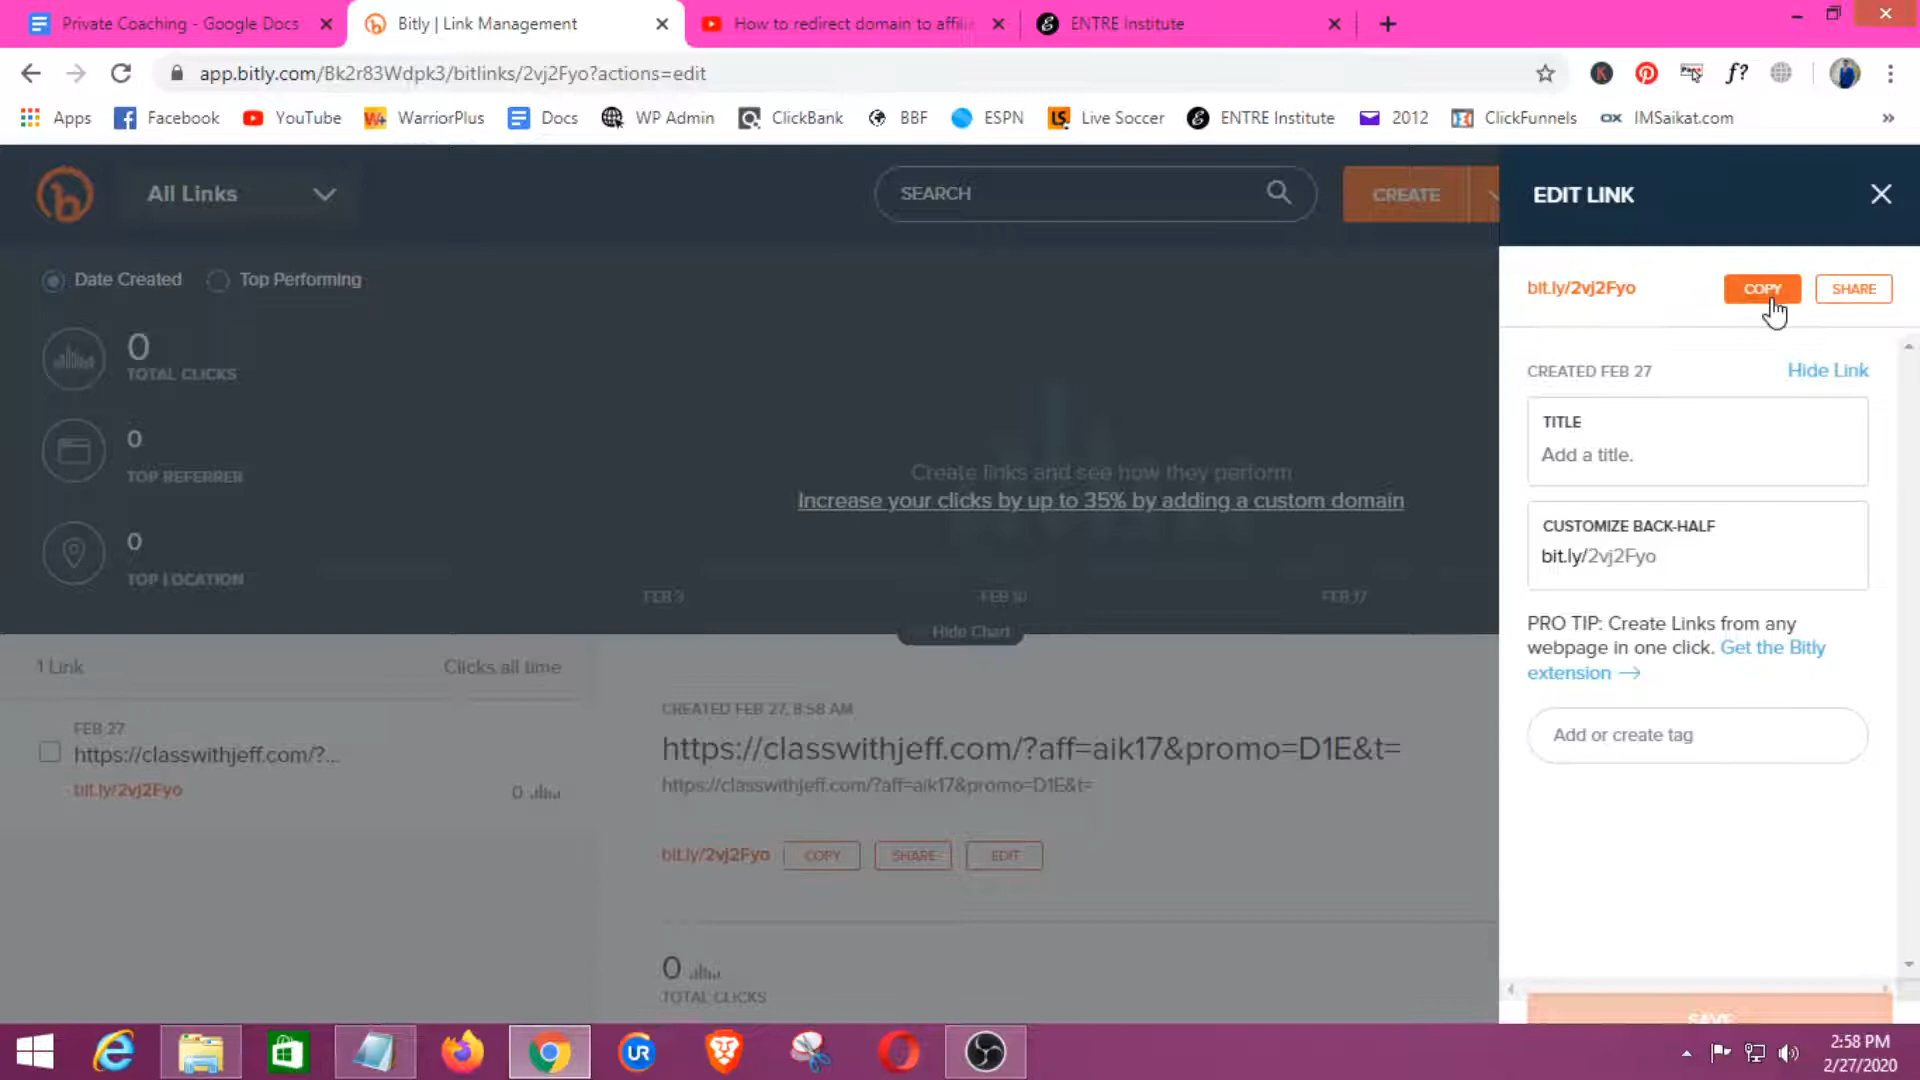 Private Coaching - Google Docs
Bitly | Link Management
How to redirect domain to affili
ENTRE Institute
app.bitly.com/Bk2r83Wdpk3/bitlinks/2vj2Fyo?actions=edit
Apps
Facebook
YouTube
WarriorPlus
Docs
WP Admin
ClickBank
BBF
ESPN
Live Soccer
ENTRE Institute
2012
ClickFunnels
IMSaikat.com
All Links
SEARCH
CREATE
EDIT LINK
Date Created
Top Performing
bit.ly/2vj2Fyo
COPY
SHARE
0
TOTAL CLICKS
CREATED FEB 27
Hide Link
TITLE
Add a title.
0
TOP REFERRER
Create links and see how they perform
Increase your clicks by up to 35% by adding a custom domain
CUSTOMIZE BACK-HALF
bit.ly/2vj2Fyo
0
TOP LOCATION
FEB 3
FEB 10
FEB 17
Hide Chart
PRO TIP: Create Links from any
webpage in one click. Get the Bitly
extension →
1 Link
Clicks all time
Add or create tag
FEB 27
https://classwithjeff.com/?...
bit.ly/2vj2Fyo
0
CREATED FEB 27, 8:58 AM
https://classwithjeff.com/?aff=aik17&promo=D1E&t=
https://classwithjeff.com/?aff=aik17&promo=D1E&t=
bit.ly/2vj2Fyo
COPY
SHARE
EDIT
0
TOTAL CLICKS
SAVE
UR
2:58 PM
2/27/2020